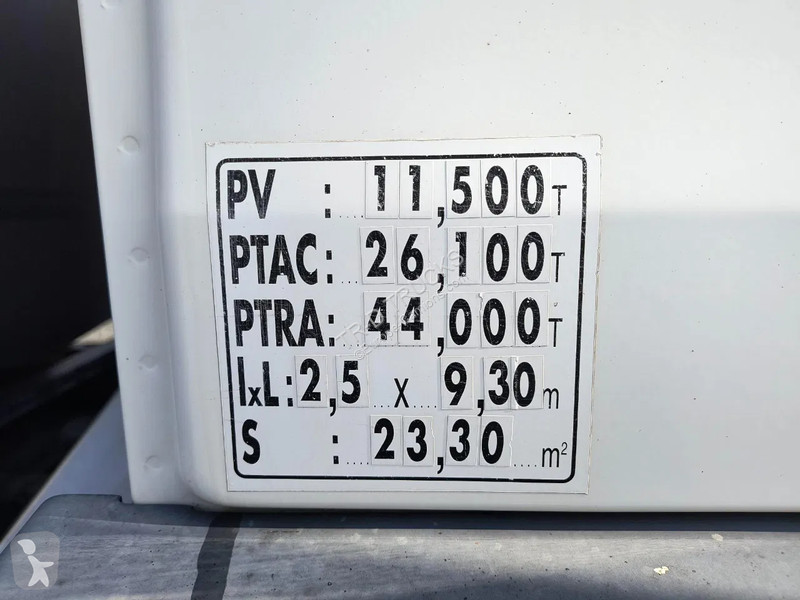 PV : 11,500 T
PTAC: 26,100 T
PTRA: 44,000 T
lxL: 2,5 x 9,30 m
S : 23,30 m²